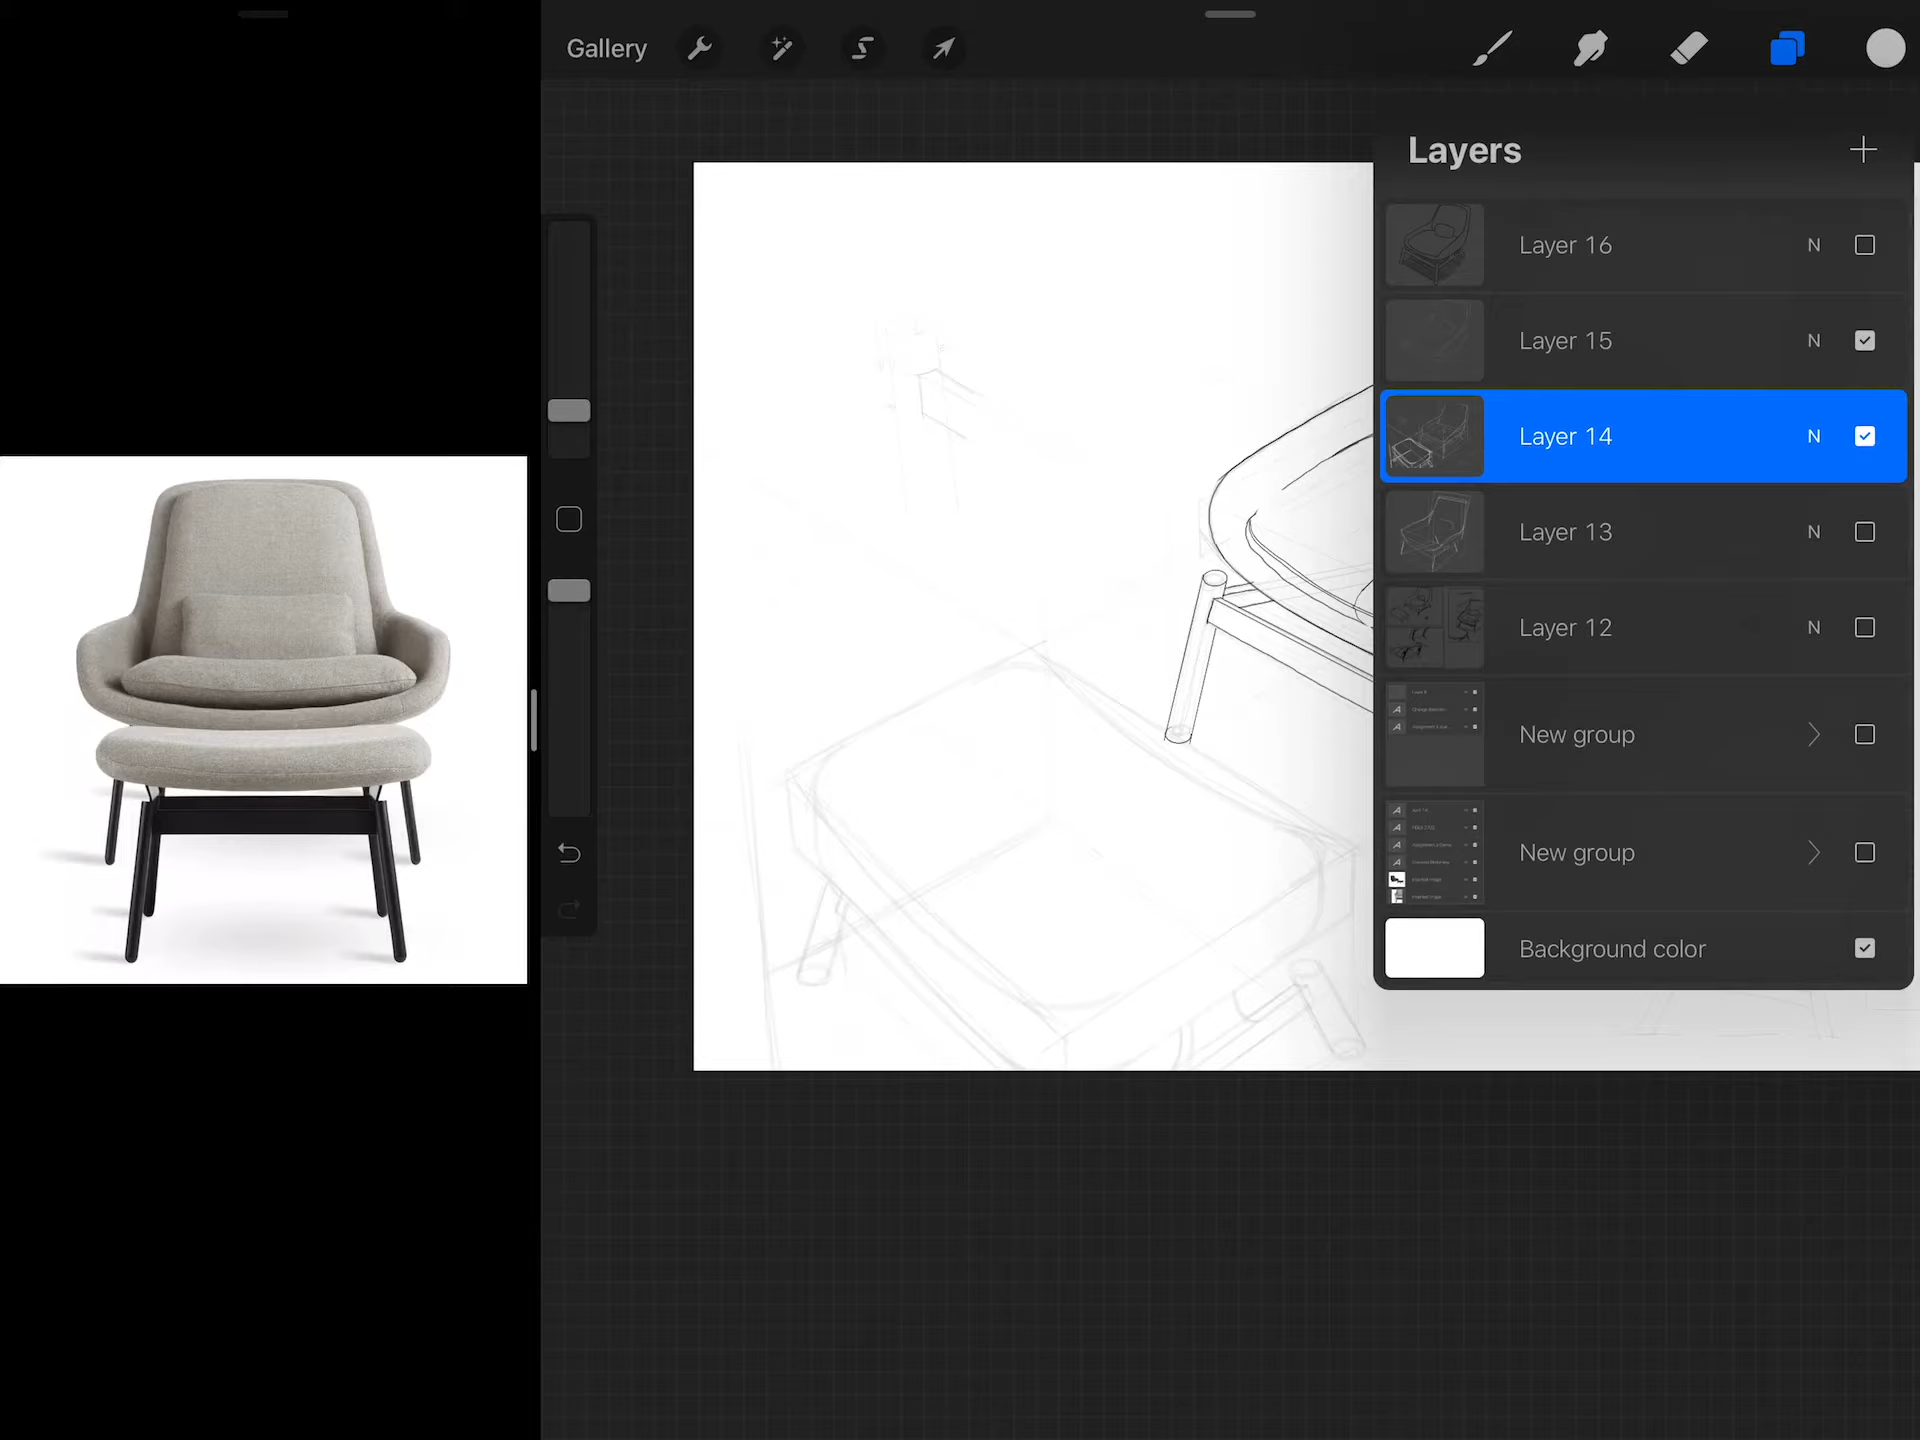 Gallery
Layers
Layer 16 N
Layer 15 N
Layer 14 N
Layer 13 N
Layer 12 N
New group
New group
Background color